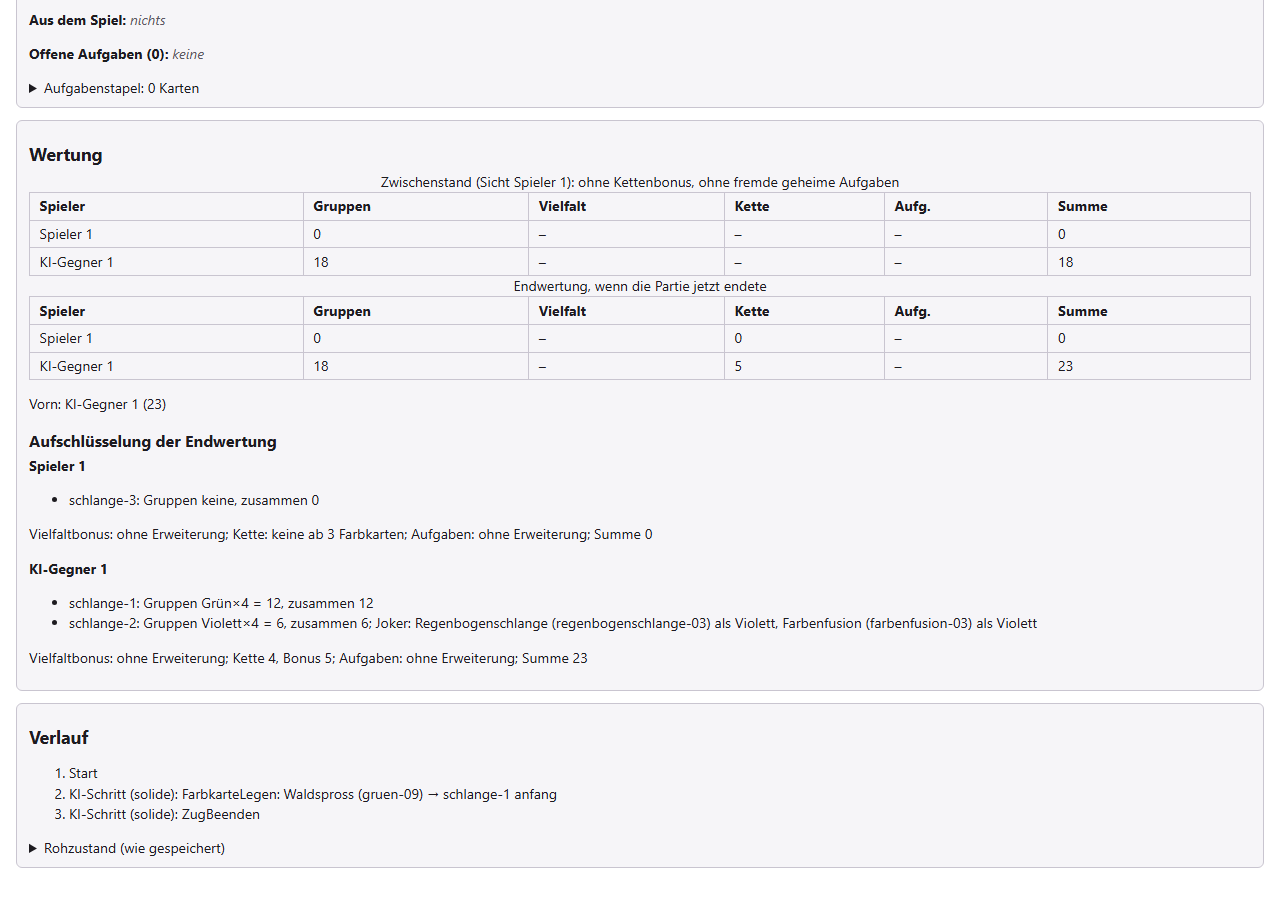 Aus dem Spiel: nichts
Offene Aufgaben (0): keine
▶ Aufgabenstapel: 0 Karten
Wertung
Zwischenstand (Sicht Spieler 1): ohne Kettenbonus, ohne fremde geheime Aufgaben
Spieler Gruppen Vielfalt Kette Aufg. Summe
Spieler 1 0 – – – 0
KI-Gegner 1 18 – – – 18
Endwertung, wenn die Partie jetzt endete
Spieler Gruppen Vielfalt Kette Aufg. Summe
Spieler 1 0 – 0 – 0
KI-Gegner 1 18 – 5 – 23
Vorn: KI-Gegner 1 (23)
Aufschlüsselung der Endwertung
Spieler 1
• schlange-3: Gruppen keine, zusammen 0
Vielfaltbonus: ohne Erweiterung; Kette: keine ab 3 Farbkarten; Aufgaben: ohne Erweiterung; Summe 0
KI-Gegner 1
• schlange-1: Gruppen Grün×4 = 12, zusammen 12
• schlange-2: Gruppen Violett×4 = 6, zusammen 6; Joker: Regenbogenschlange (regenbogenschlange-03) als Violett, Farbenfusion (farbenfusion-03) als Violett
Vielfaltbonus: ohne Erweiterung; Kette 4, Bonus 5; Aufgaben: ohne Erweiterung; Summe 23
Verlauf
1. Start
2. KI-Schritt (solide): FarbkarteLegen: Waldspross (gruen-09) → schlange-1 anfang
3. KI-Schritt (solide): ZugBeenden
▶ Rohzustand (wie gespeichert)